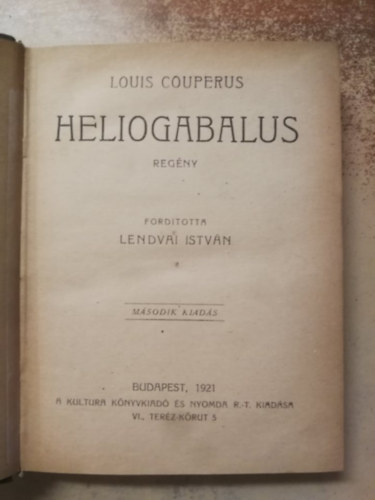 LOUIS COUPERUS
HELIOGABALUS
REGÉNY
FORDÍTOTTA
LENDVAI ISTVÁN
MÁSODIK KIADÁS
BUDAPEST, 1921
A KULTURA KÖNYVKIADÓ ÉS NYOMDA R.-T. KIADÁSA
VI., TERÉZ-KÖRUT 5